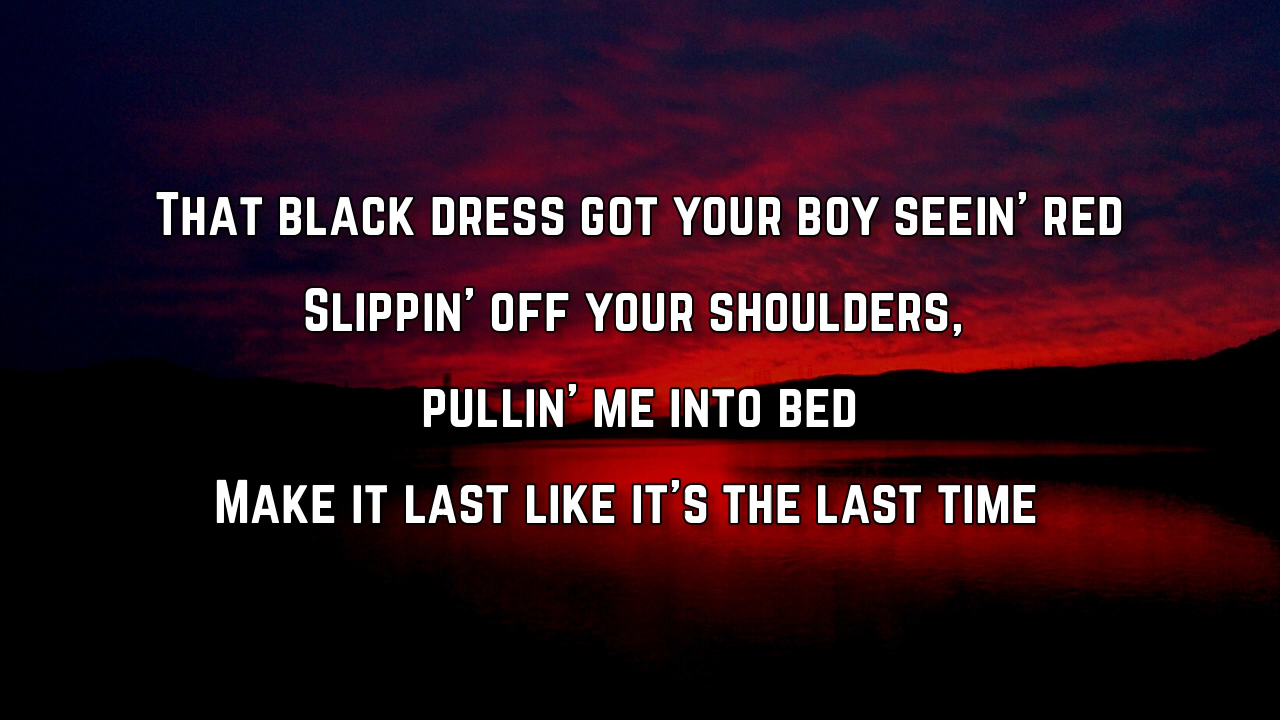 That black dress got your boy seein' red
Slippin' off your shoulders,
pullin' me into bed
Make it last like it's the last time